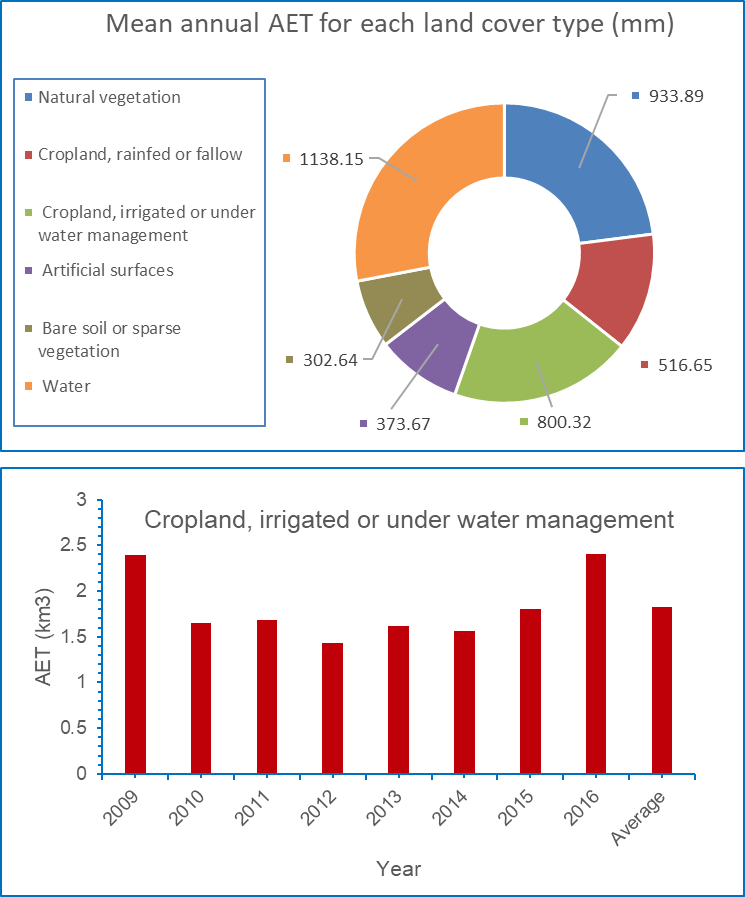 Mean annual AET for each land cover type (mm)
Natural vegetation
Cropland, rainfed or fallow
Cropland, irrigated or under
water management
Artificial surfaces
Bare soil or sparse
vegetation
Water
933.89
1138.15
302.64
516.65
373.67
800.32
Cropland, irrigated or under water management
AET (km3)
3
2.5
2
1.5
1
0.5
0
2009
2010
2011
2012
2013
2014
2015
2016
Average
Year